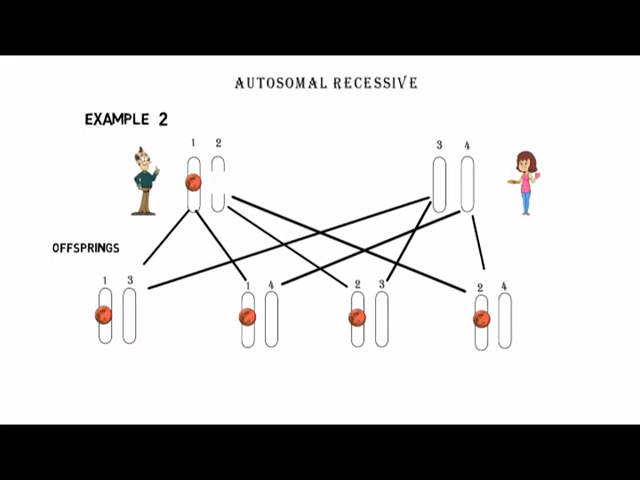 AUTOSOMAL RECESSIVE
EXAMPLE 2
1 2
3 4
OFFSPRINGS
1 3
1 4
2 3
2 4